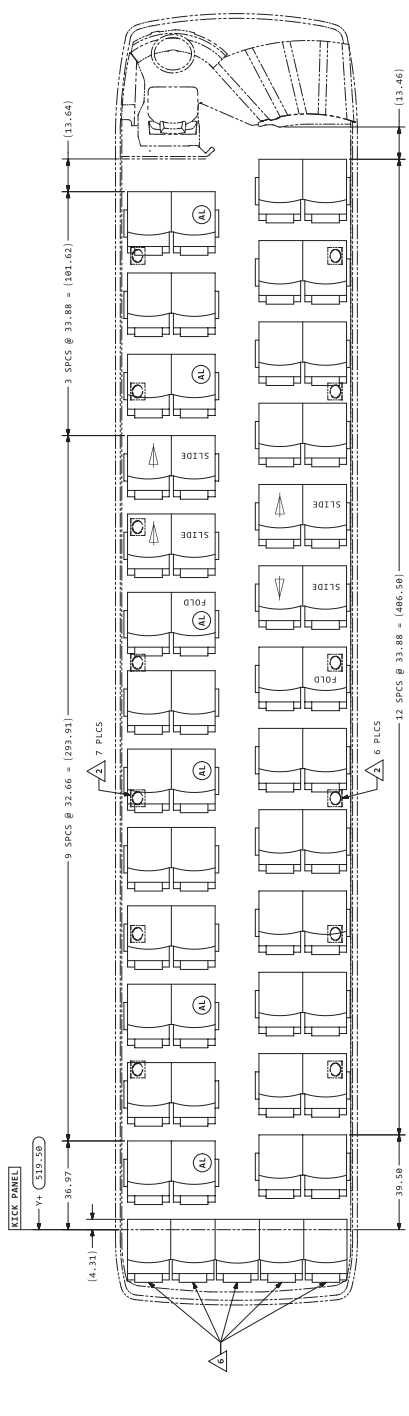 (13.64)
(13.46)
3 SPCS @ 33.88 = (101.62)
AL
AL
SLIDE
SLIDE
SLIDE
SLIDE
FOLD
AL
FOLD
12 SPCS @ 33.88 = (406.50)
9 SPCS @ 32.66 = (293.91)
2 7 PLCS
2 6 PLCS
AL
AL
AL
KICK PANEL
Y+ 519.50
36.97
39.50
(4.31)
6